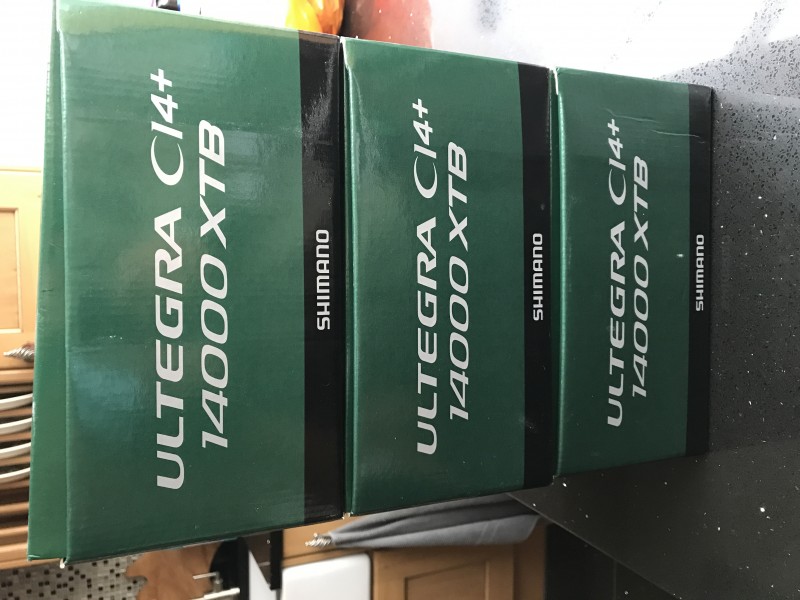 ULTEGRA CI4+
14000 XTB
SHIMANO
ULTEGRA CI4+
14000 XTB
SHIMANO
ULTEGRA CI4+
14000 XTB
SHIMANO